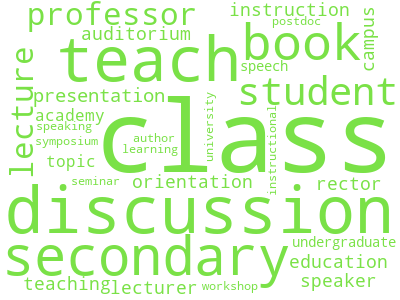 professor
instruction
postdoc
auditorium
teach
book
campus
speech
lecture
presentation
student
academy
speaking
class
university
instructional
symposium
author
learning
topic
seminar
orientation
rector
discussion
secondary
undergraduate
education
teaching
lecturer
workshop
speaker